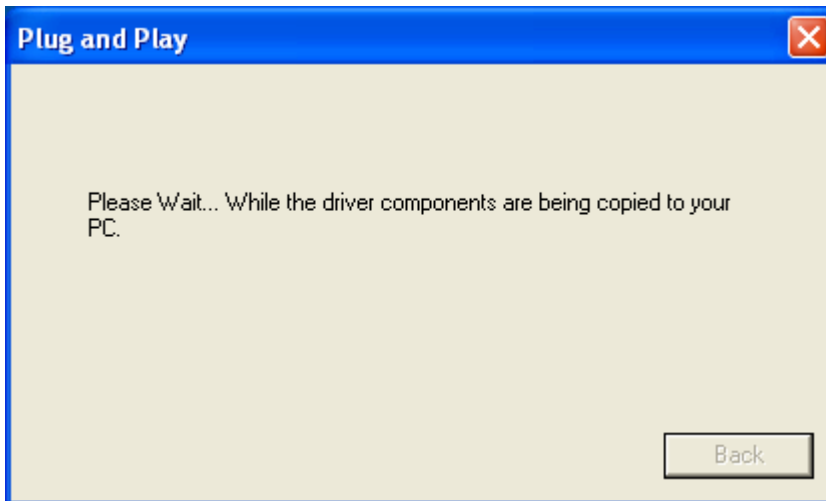 Plug and Play
Please Wait... While the driver components are being copied to your
PC.
Back